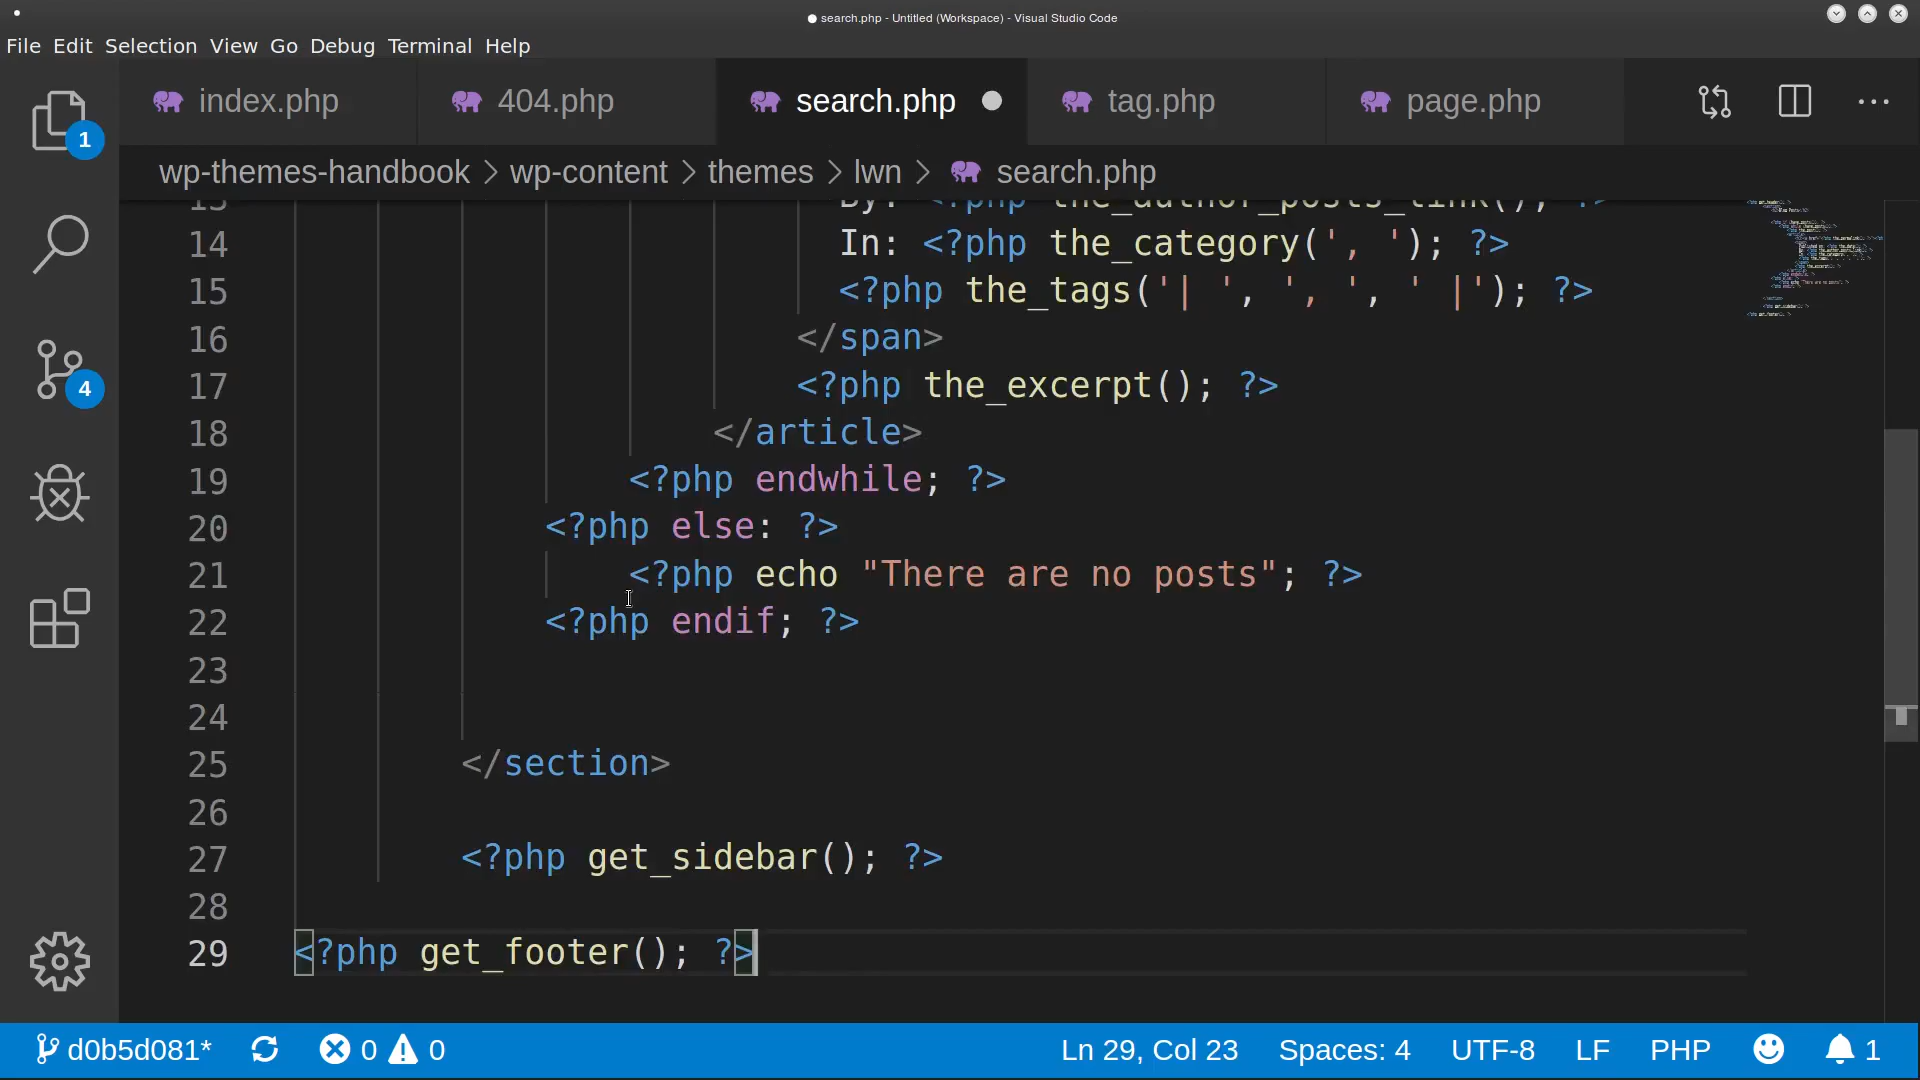 search.php - Untitled (Workspace) - Visual Studio Code
File Edit Selection View Go Debug Terminal Help
index.php 404.php search.php tag.php page.php
1
wp-themes-handbook > wp-content > themes > lwn > search.php
13 By: <?php the_author_posts_link(); ?>
14 In: <?php the_category(', '); ?>
15 <?php the_tags('| ', ', ', ' |'); ?>
16 </span>
17 <?php the_excerpt(); ?>
18 </article>
4
19 <?php endwhile; ?>
20 <?php else: ?>
21 <?php echo "There are no posts"; ?>
22 <?php endif; ?>
23
24
25 </section>
26
27 <?php get_sidebar(); ?>
28
29 <?php get_footer(); ?>
d0b5d081* 0 0 Ln 29, Col 23 Spaces: 4 UTF-8 LF PHP 1